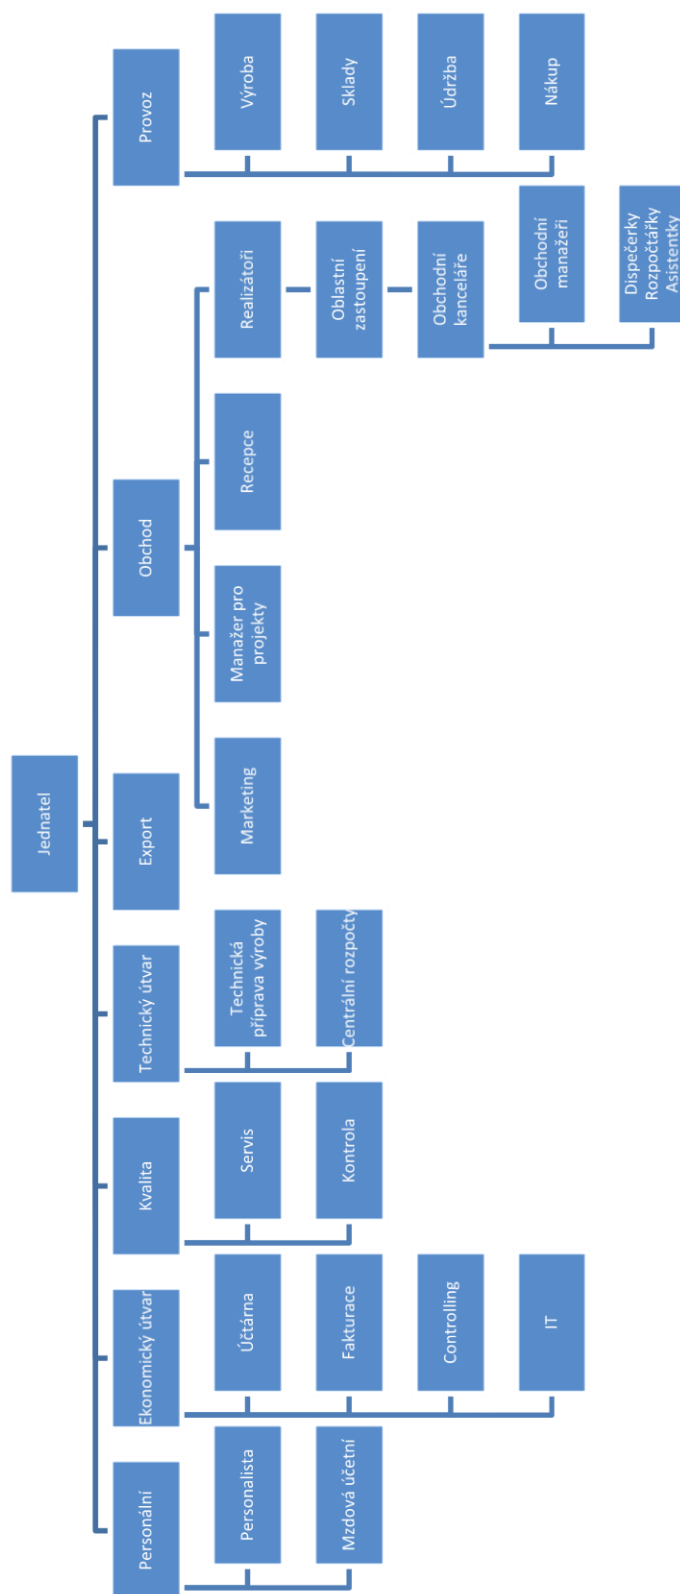 Jednatel
Personální
Personalista
Mzdová účetní
Ekonomický útvar
Účtárna
Fakturace
Controlling
IT
Kvalita
Servis
Kontrola
Technický útvar
Technická
příprava výroby
Centrální rozpočty
Export
Obchod
Marketing
Manažer pro
projekty
Recepce
Realizátoři
Oblastní
zastoupení
Obchodní
kanceláře
Obchodní
manažeři
Dispečerky
Rozpočtářky
Asistentky
Provoz
Výroba
Sklady
Údržba
Nákup